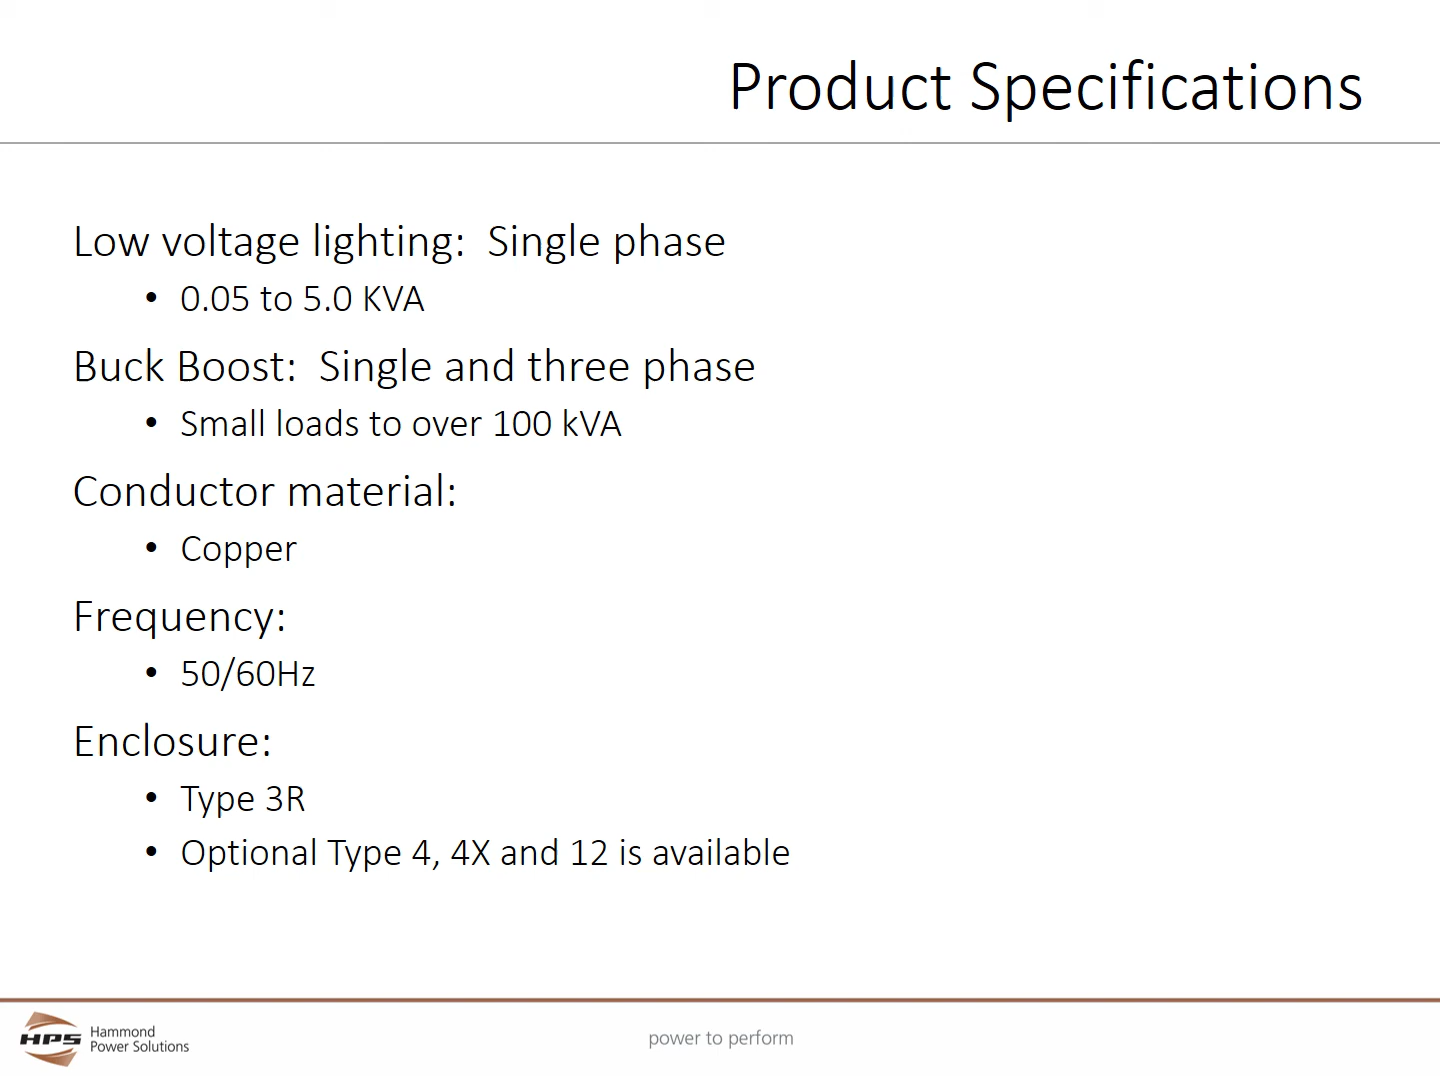 Product Specifications
Low voltage lighting:  Single phase
• 0.05 to 5.0 KVA
Buck Boost:  Single and three phase
• Small loads to over 100 kVA
Conductor material:
• Copper
Frequency:
• 50/60Hz
Enclosure:
• Type 3R
• Optional Type 4, 4X and 12 is available
HPS
Hammond
Power Solutions
power to perform